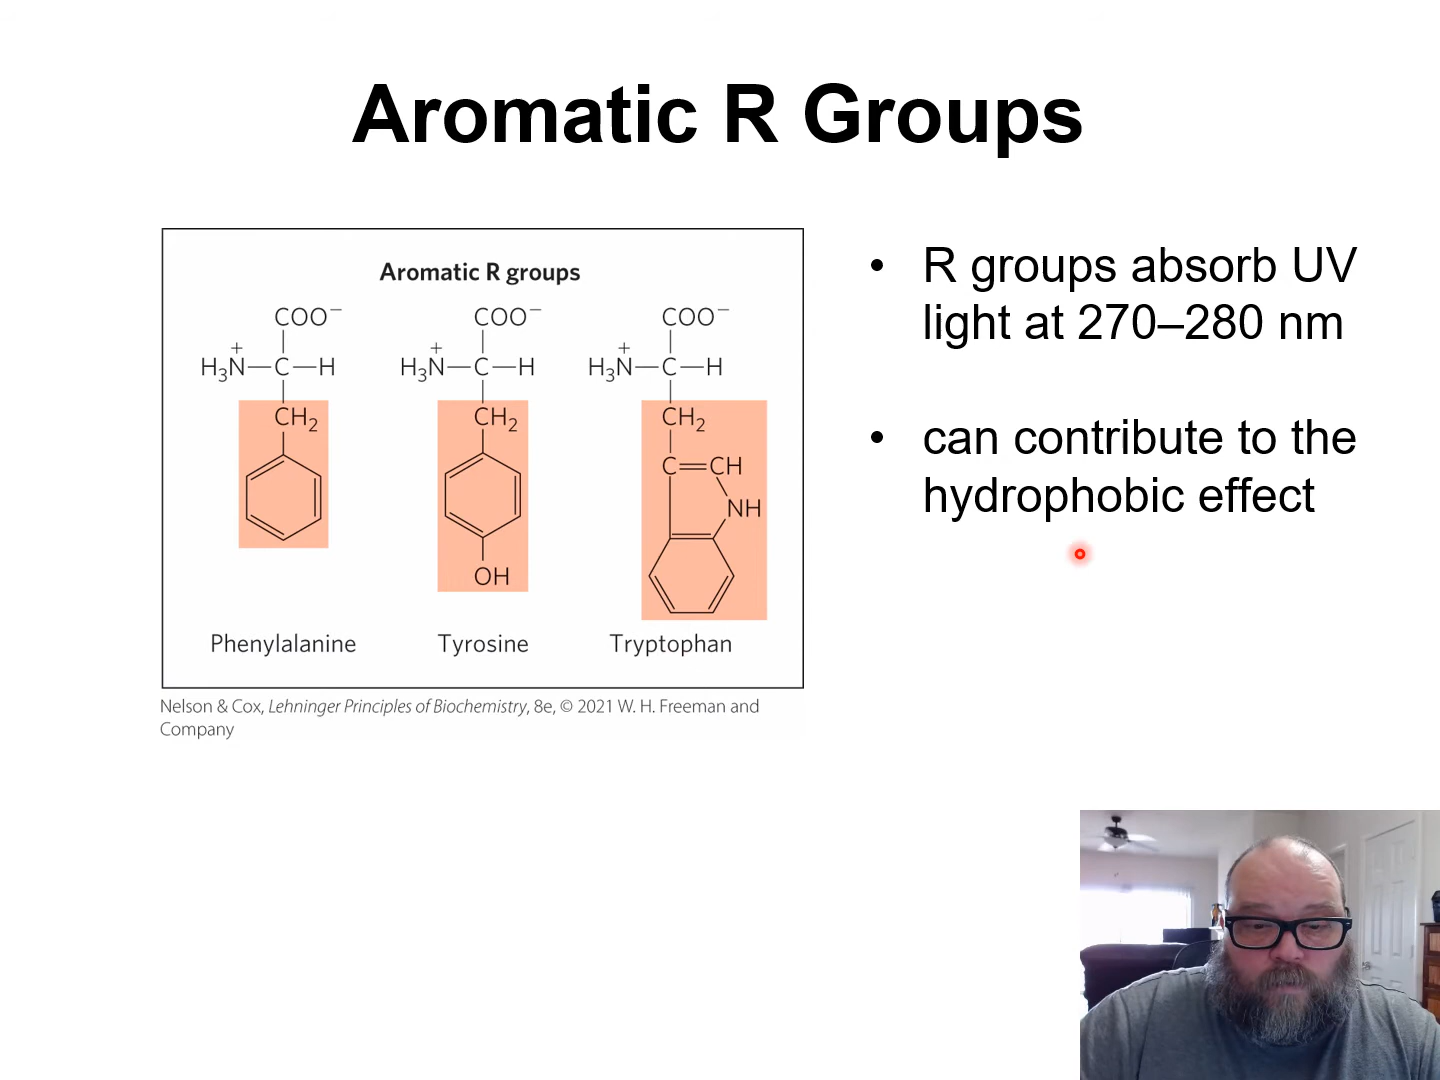 Aromatic R Groups
Aromatic R groups
COO⁻ COO⁻ COO⁻
+ + +
H₃N—C—H H₃N—C—H H₃N—C—H
CH₂ CH₂ CH₂
C=CH
NH
OH
Phenylalanine Tyrosine Tryptophan
Nelson & Cox, Lehninger Principles of Biochemistry, 8e, © 2021 W. H. Freeman and
Company
• R groups absorb UV
light at 270–280 nm
• can contribute to the
hydrophobic effect